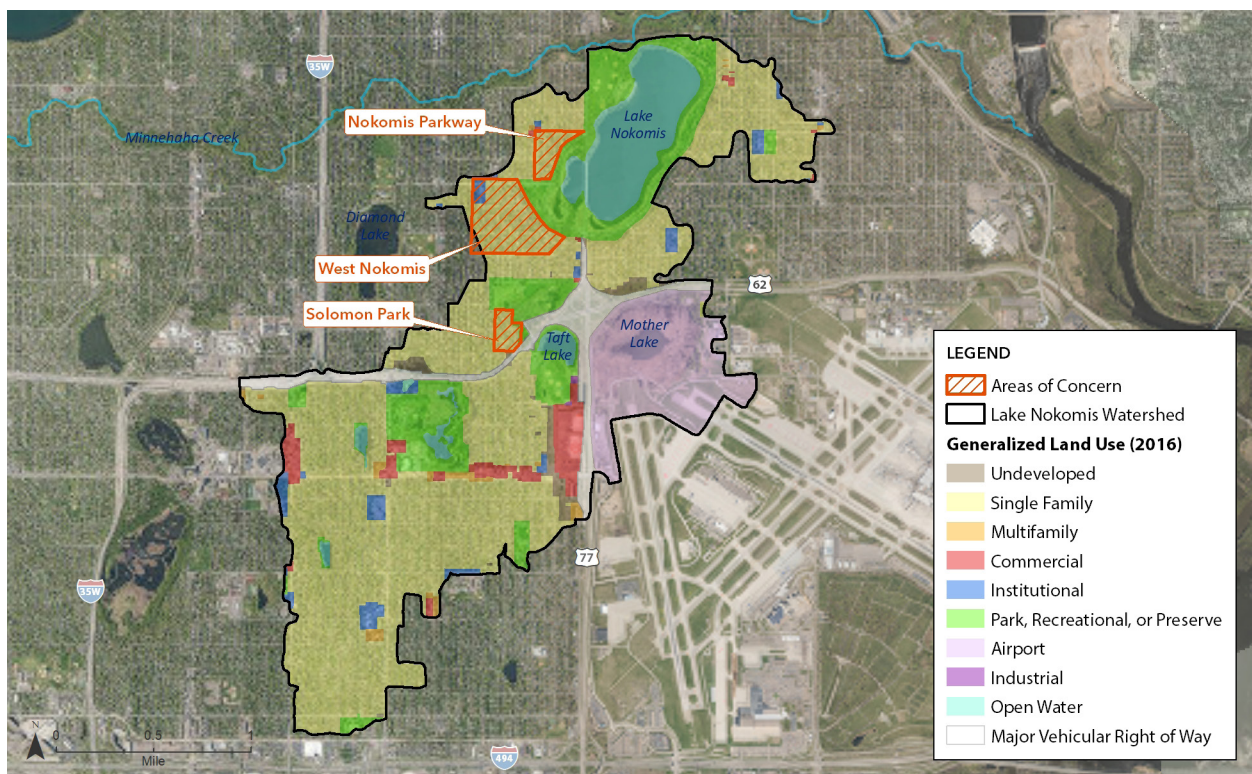 35W
Minnehaha Creek
Nokomis Parkway
Lake
Nokomis
Diamond
Lake
West Nokomis
62
Solomon Park
Mother
Lake
Taft
Lake
77
35W
494
N
0
0.5
1
Mile
LEGEND
Areas of Concern
Lake Nokomis Watershed
Generalized Land Use (2016)
Undeveloped
Single Family
Multifamily
Commercial
Institutional
Park, Recreational, or Preserve
Airport
Industrial
Open Water
Major Vehicular Right of Way